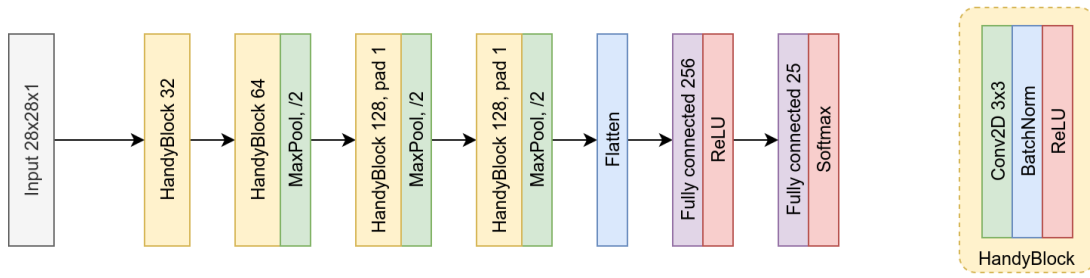 Input 28x28x1
HandyBlock 32
HandyBlock 64
MaxPool, /2
HandyBlock 128, pad 1
MaxPool, /2
HandyBlock 128, pad 1
MaxPool, /2
Flatten
Fully connected 256
ReLU
Fully connected 25
Softmax
Conv2D 3x3
BatchNorm
ReLU
HandyBlock